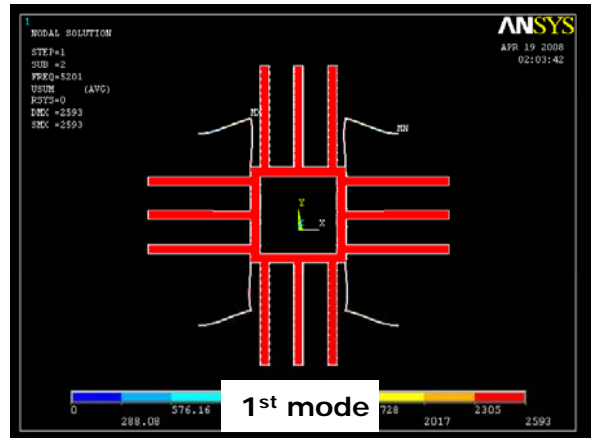 1
NODAL SOLUTION
STEP=1
SUB =2
FREQ=5201
USUM (AVG)
RSYS=0
DMX =2593
SMX =2593
ANSYS
APR 19 2008
02:03:42
MX
MN
Y
X
0
288.08
576.16
1st mode
728
2017
2305
2593